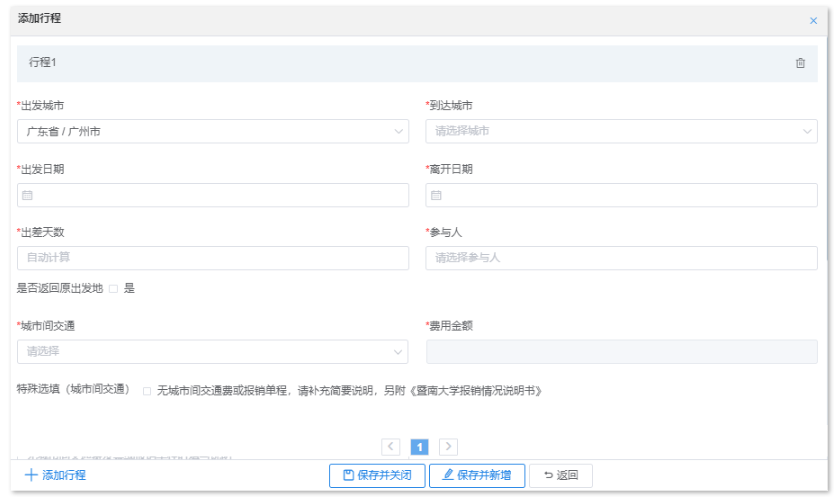 添加行程
行程1
*出发城市 *到达城市
广东省 / 广州市 请选择城市
*出发日期 *离开日期
*出差天数 *参与人
自动计算 请选择参与人
是否返回原出发地 是
*城市间交通 *费用金额
请选择
特殊选填（城市间交通） 无城市间交通费或报销单程，请补充简要说明，另附《暨南大学报销情况说明书》
1
添加行程 保存并关闭 保存并新增 返回